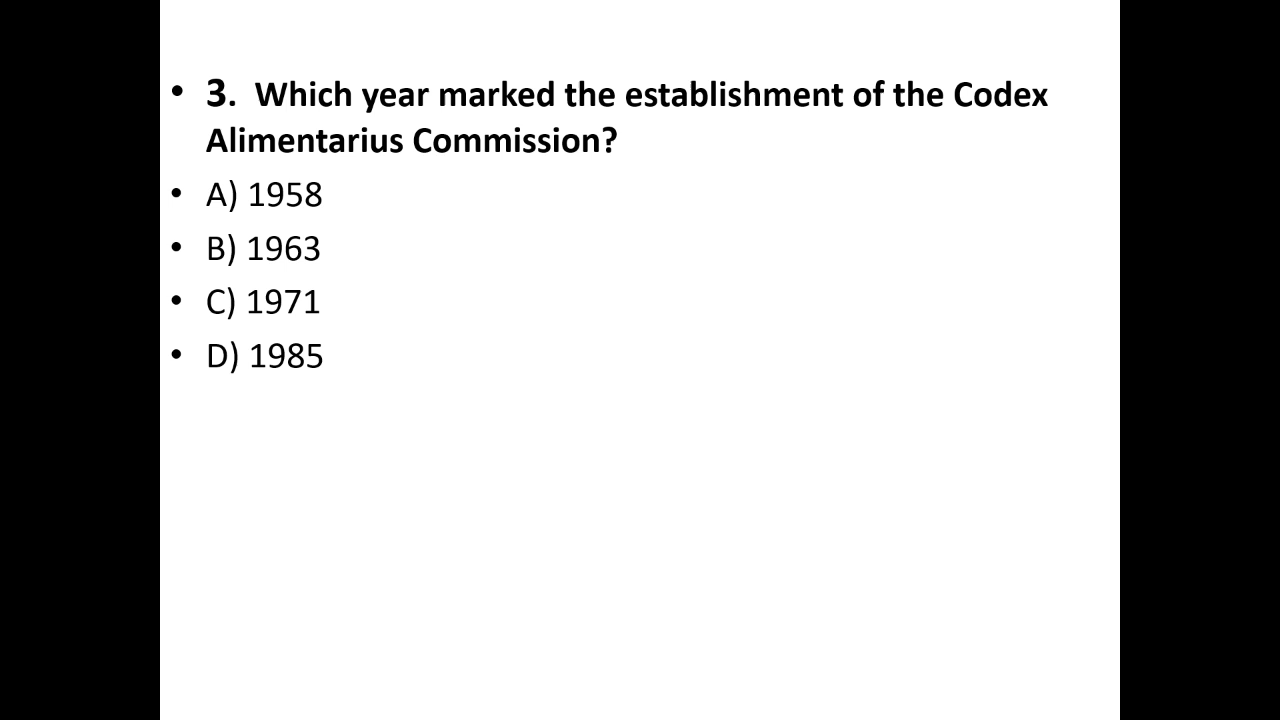 • 3. Which year marked the establishment of the Codex
Alimentarius Commission?
• A) 1958
• B) 1963
• C) 1971
• D) 1985